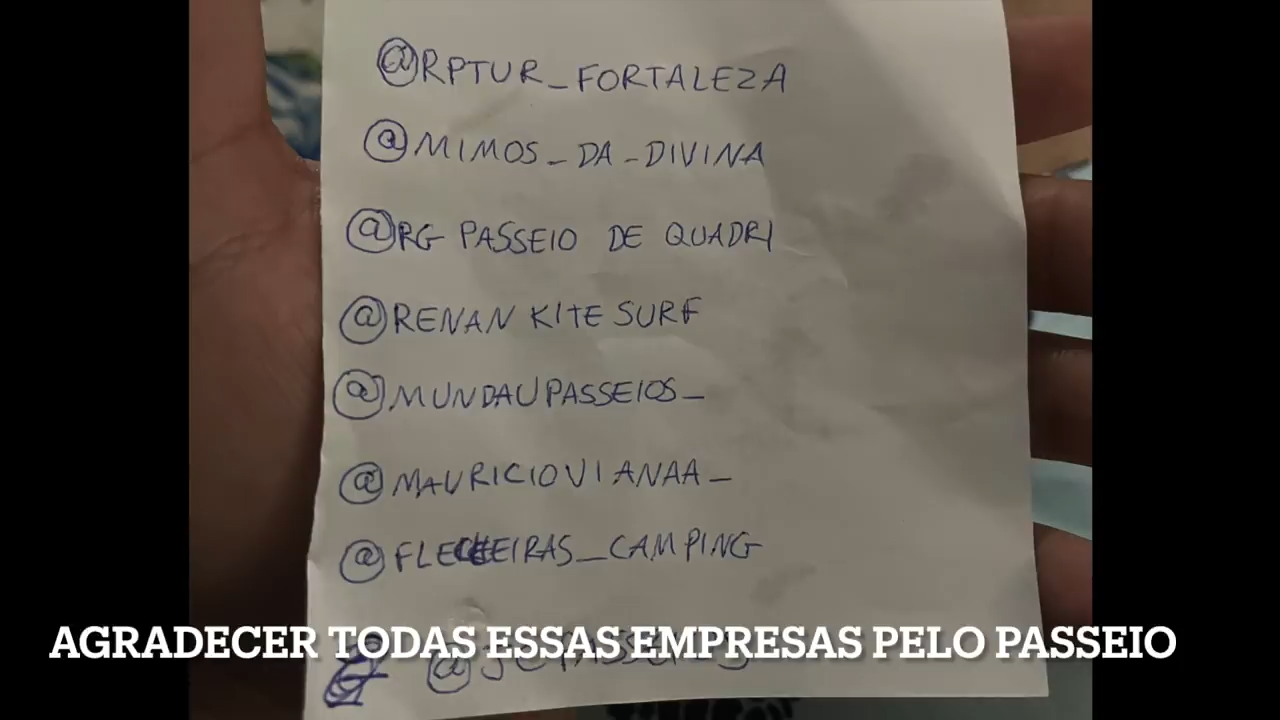 @RPTUR_FORTALEZA
@MIMOS_DA_DIVINA
@RG PASSEIO DE QUADRI
@RENAN KITE SURF
@MUNDAUPASSEIOS_
@MAURICIOVIANAA_
@FLECHEIRAS_CAMPING
AGRADECER TODAS ESSAS EMPRESAS PELO PASSEIO